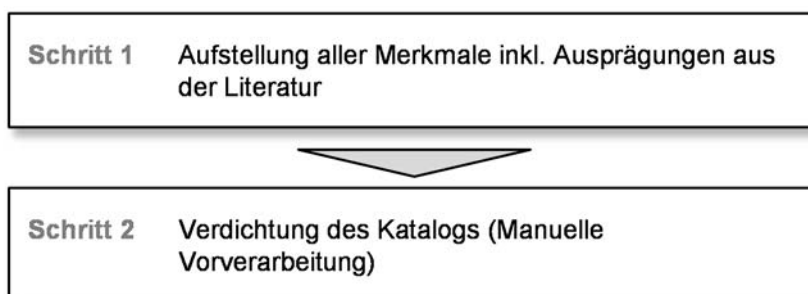 Schritt 1 Aufstellung aller Merkmale inkl. Ausprägungen aus
der Literatur
Schritt 2 Verdichtung des Katalogs (Manuelle
Vorverarbeitung)